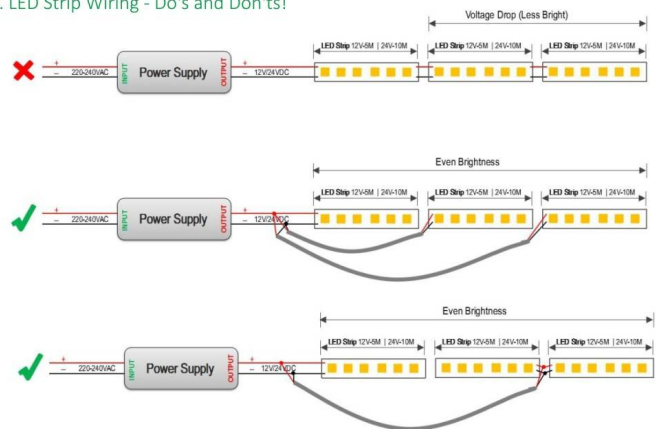 . LED Strip Wiring - Do's and Don'ts!
Voltage Drop (Less Bright)
LED Strip 12V-5M | 24V-10M
LED Strip 12V-5M | 24V-10M
LED Strip 12V-5M | 24V-10M
+
– 220-240VAC
INPUT
Power Supply
OUTPUT
+
– 12V/24VDC
Even Brightness
LED Strip 12V-5M | 24V-10M
LED Strip 12V-5M | 24V-10M
LED Strip 12V-5M | 24V-10M
+
– 220-240VAC
INPUT
Power Supply
OUTPUT
+
– 12V/24VDC
Even Brightness
LED Strip 12V-5M | 24V-10M
LED Strip 12V-5M | 24V-10M
LED Strip 12V-5M | 24V-10M
+
– 220-240VAC
INPUT
Power Supply
OUTPUT
+
– 12V/24VDC